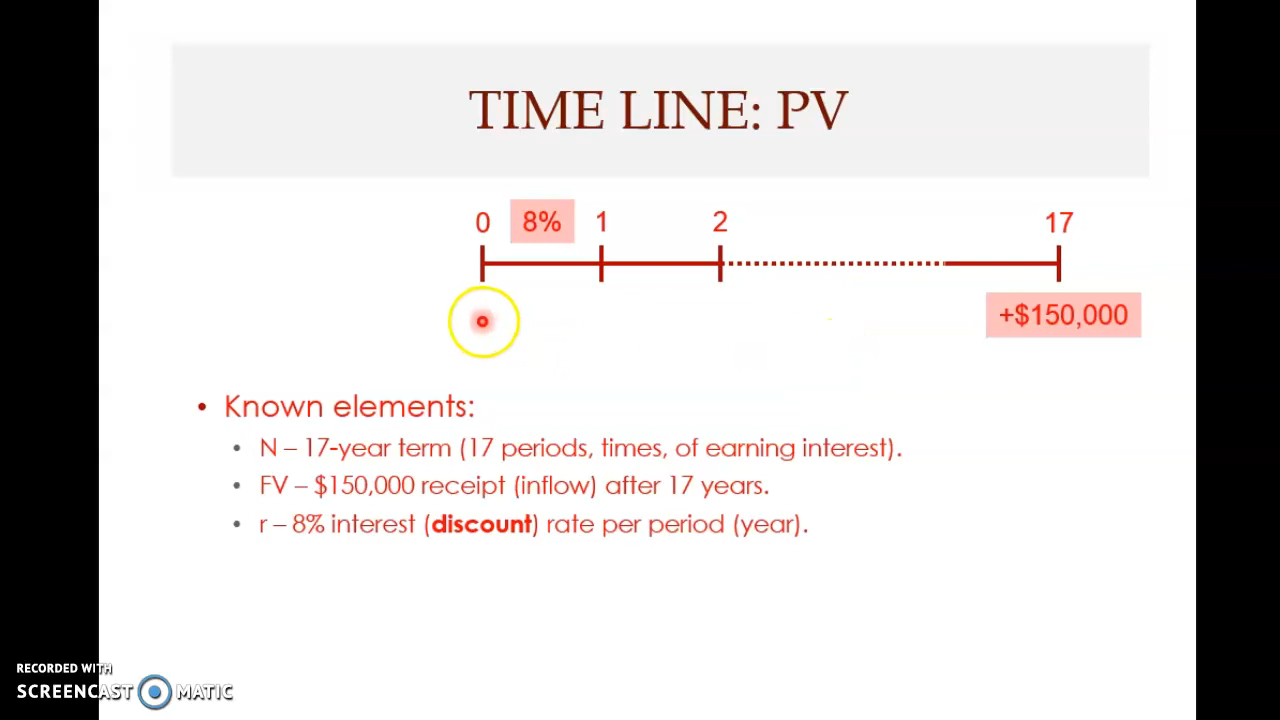 TIME LINE: PV
0 8% 1 2 17
+$150,000
• Known elements:
• N – 17-year term (17 periods, times, of earning interest).
• FV – $150,000 receipt (inflow) after 17 years.
• r – 8% interest (discount) rate per period (year).
RECORDED WITH
SCREENCAST MATIC